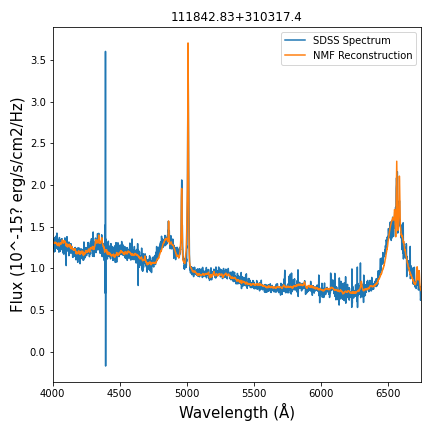 111842.83+310317.4
SDSS Spectrum
NMF Reconstruction
3.5
3.0
2.5
2.0
1.5
1.0
0.5
0.0
Flux (10^-15? erg/s/cm2/Hz)
4000 4500 5000 5500 6000 6500
Wavelength (Å)